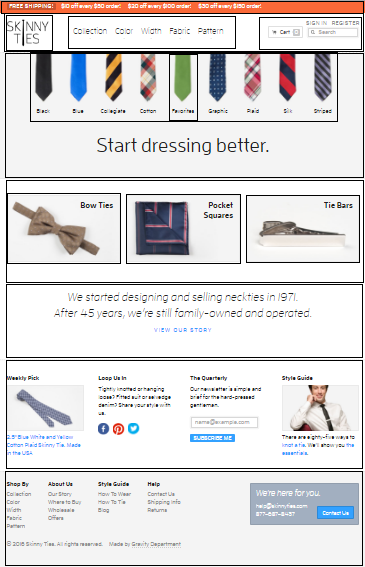 FREE SHIPPING! $10 off every $50 order! $20 off every $100 order! $30 off every $150 order!
SKINNY
TIES
Collection Color Width Fabric Pattern
SIGN IN REGISTER
Cart 0 Search
Black Blue Collegiate Cotton Favorites Graphic Plaid Silk Striped
Start dressing better.
Bow Ties
Pocket
Squares
Tie Bars
We started designing and selling neckties in 1971.
After 45 years, we're still family-owned and operated.
VIEW OUR STORY
Weekly Pick
2.5" Blue White and Yellow
Cotton Plaid Skinny Tie. Made
in the USA
Loop Us In
Tightly knotted or hanging
loose? Fitted suit or selvedge
denim? Share your style with
us.
The Quarterly
Our newsletter is simple and
brief for the hard-pressed
gentlemen.
name@example.com
SUBSCRIBE ME
Style Guide
There are eighty-five ways to
knot a tie. We'll show you the
essentials.
Shop By
Collection
Color
Width
Fabric
Pattern
About Us
Our Story
Where to Buy
Wholesale
Offers
Style Guide
How To Wear
How To Tie
Blog
Help
Contact Us
Shipping Info
Returns
We're here for you.
help@skinnyties.com
877-687-8457
Contact Us
© 2016 Skinny Ties. All rights reserved. Made by Gravity Department